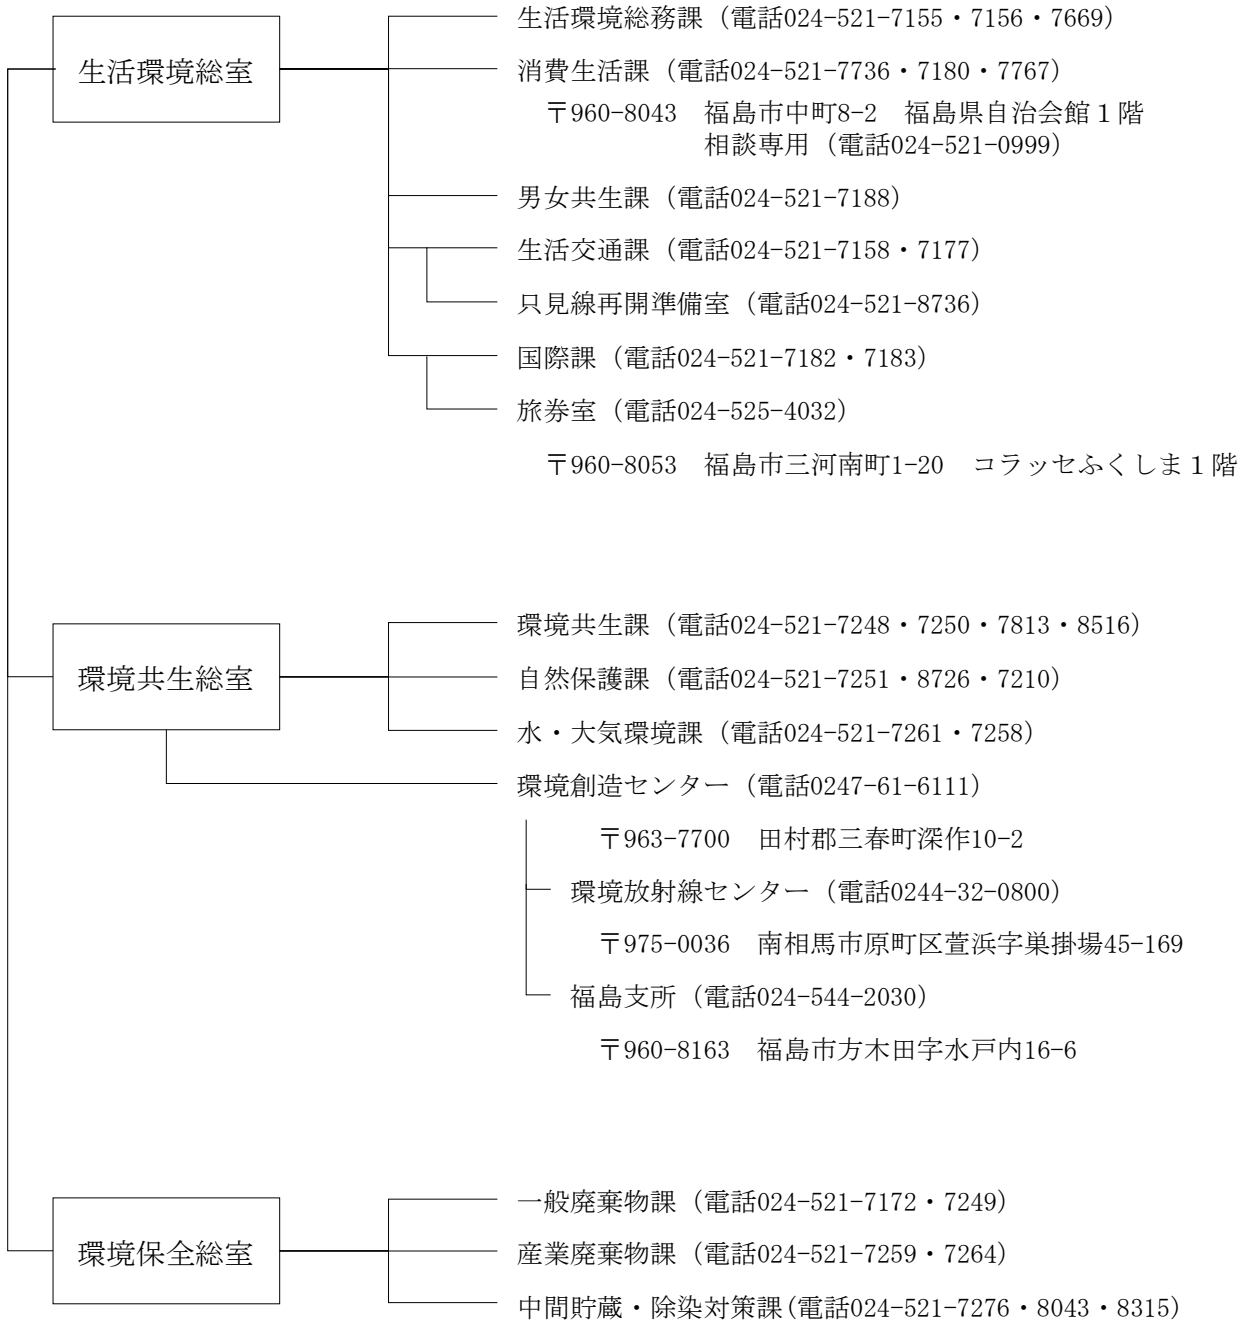 生活環境総務課（電話024-521-7155・7156・7669）
生活環境総室
消費生活課（電話024-521-7736・7180・7767）
〒960-8043　福島市中町8-2　福島県自治会館１階
相談専用（電話024-521-0999）
男女共生課（電話024-521-7188）
生活交通課（電話024-521-7158・7177）
只見線再開準備室（電話024-521-8736）
国際課（電話024-521-7182・7183）
旅券室（電話024-525-4032）
〒960-8053　福島市三河南町1-20　コラッセふくしま１階
環境共生課（電話024-521-7248・7250・7813・8516）
環境共生総室
自然保護課（電話024-521-7251・8726・7210）
水・大気環境課（電話024-521-7261・7258）
環境創造センター（電話0247-61-6111）
〒963-7700　田村郡三春町深作10-2
環境放射線センター（電話0244-32-0800）
〒975-0036　南相馬市原町区萱浜字巣掛場45-169
福島支所（電話024-544-2030）
〒960-8163　福島市方木田字水戸内16-6
一般廃棄物課（電話024-521-7172・7249）
環境保全総室
産業廃棄物課（電話024-521-7259・7264）
中間貯蔵・除染対策課（電話024-521-7276・8043・8315）